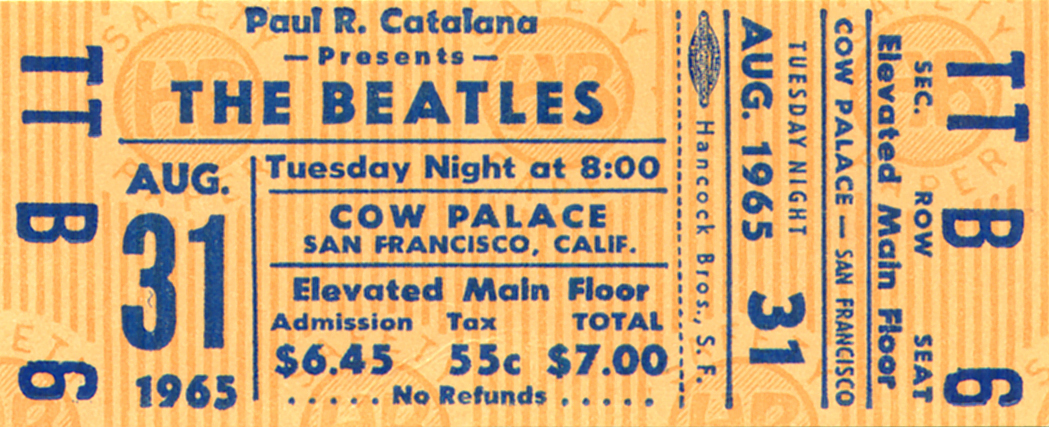 TT B 6
Paul R. Catalana
—Presents—
THE BEATLES
AUG.
31
1965
Tuesday Night at 8:00
COW PALACE
SAN FRANCISCO, CALIF.
Elevated Main Floor
Admission Tax TOTAL
$6.45 55c $7.00
..... No Refunds .....
Hancock Bros., S. F.
AUG. 1965 31
TUESDAY NIGHT
COW PALACE — SAN FRANCISCO
Elevated Main Floor
SEC. ROW SEAT
TT B 6